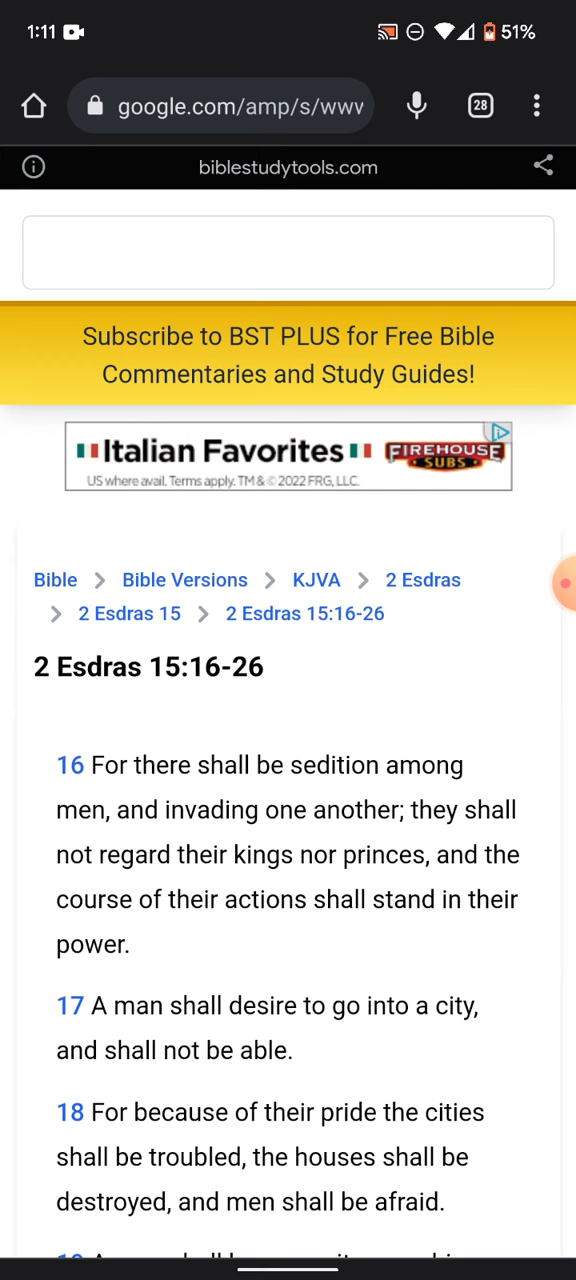 1:11 51%
google.com/amp/s/www 28
biblestudytools.com
Subscribe to BST PLUS for Free Bible
Commentaries and Study Guides!
Italian Favorites FIREHOUSE
SUBS
US where avail. Terms apply. TM & © 2022 FRG, LLC.
Bible > Bible Versions > KJVA > 2 Esdras
> 2 Esdras 15 > 2 Esdras 15:16-26
2 Esdras 15:16-26
16 For there shall be sedition among
men, and invading one another; they shall
not regard their kings nor princes, and the
course of their actions shall stand in their
power.
17 A man shall desire to go into a city,
and shall not be able.
18 For because of their pride the cities
shall be troubled, the houses shall be
destroyed, and men shall be afraid.